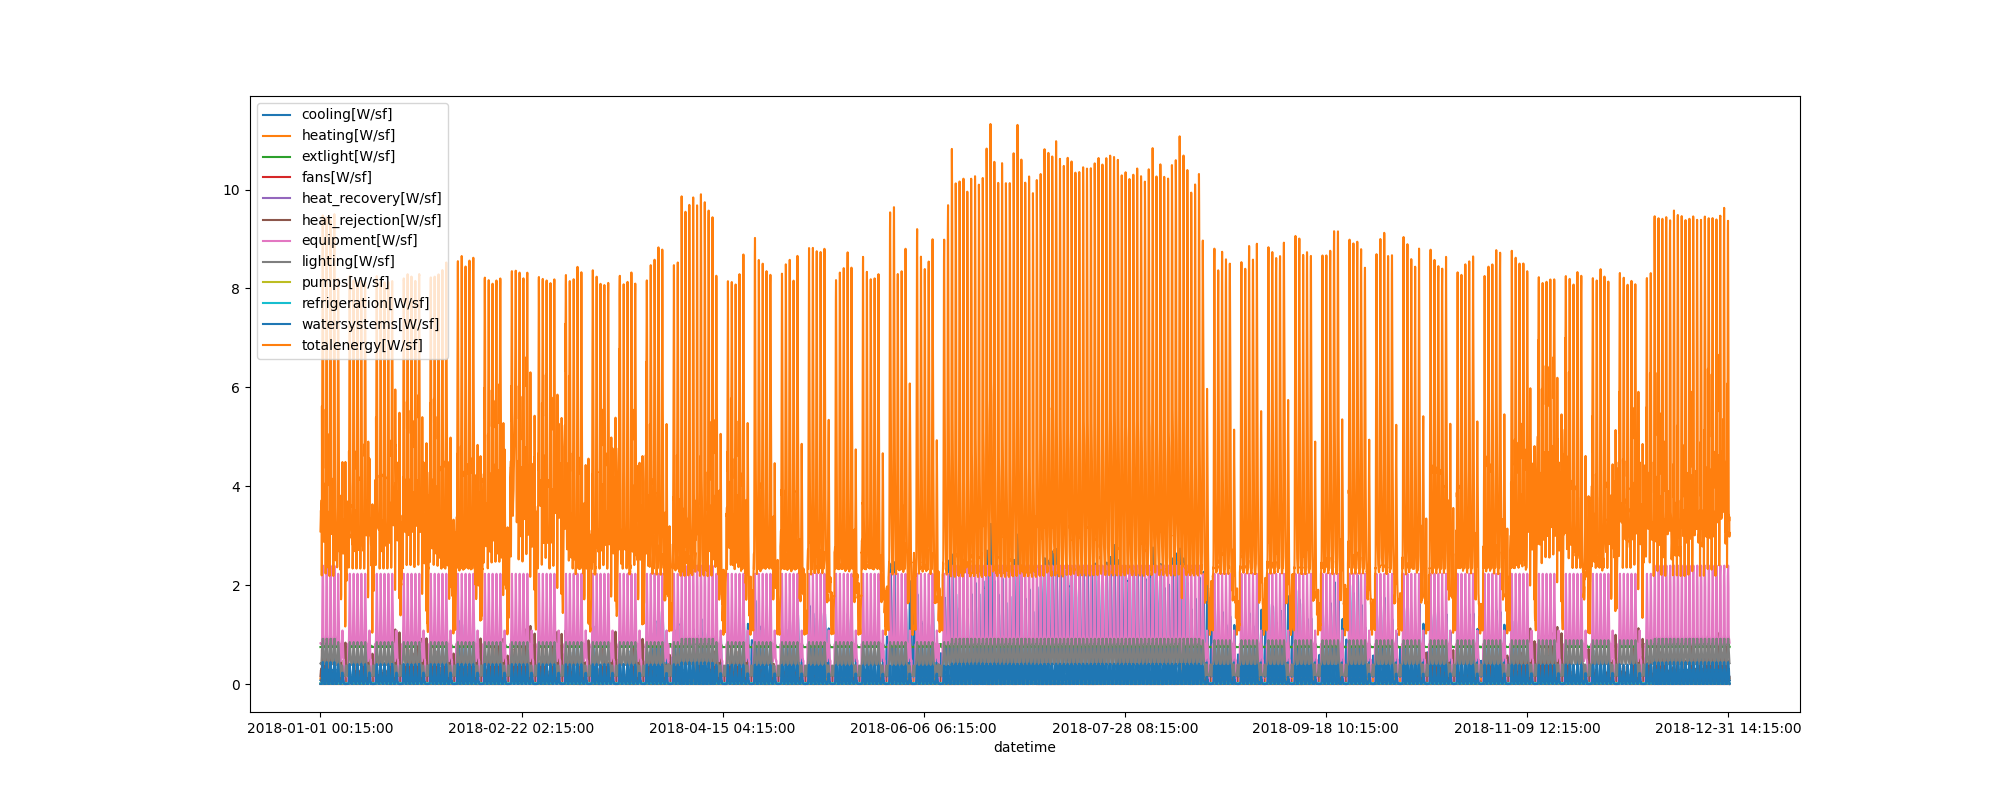 cooling[W/sf]
heating[W/sf]
extlight[W/sf]
fans[W/sf]
heat_recovery[W/sf]
heat_rejection[W/sf]
equipment[W/sf]
lighting[W/sf]
pumps[W/sf]
refrigeration[W/sf]
watersystems[W/sf]
totalenergy[W/sf]
10
8
6
4
2
0
2018-01-01 00:15:00 2018-02-22 02:15:00 2018-04-15 04:15:00 2018-06-06 06:15:00 2018-07-28 08:15:00 2018-09-18 10:15:00 2018-11-09 12:15:00 2018-12-31 14:15:00
datetime